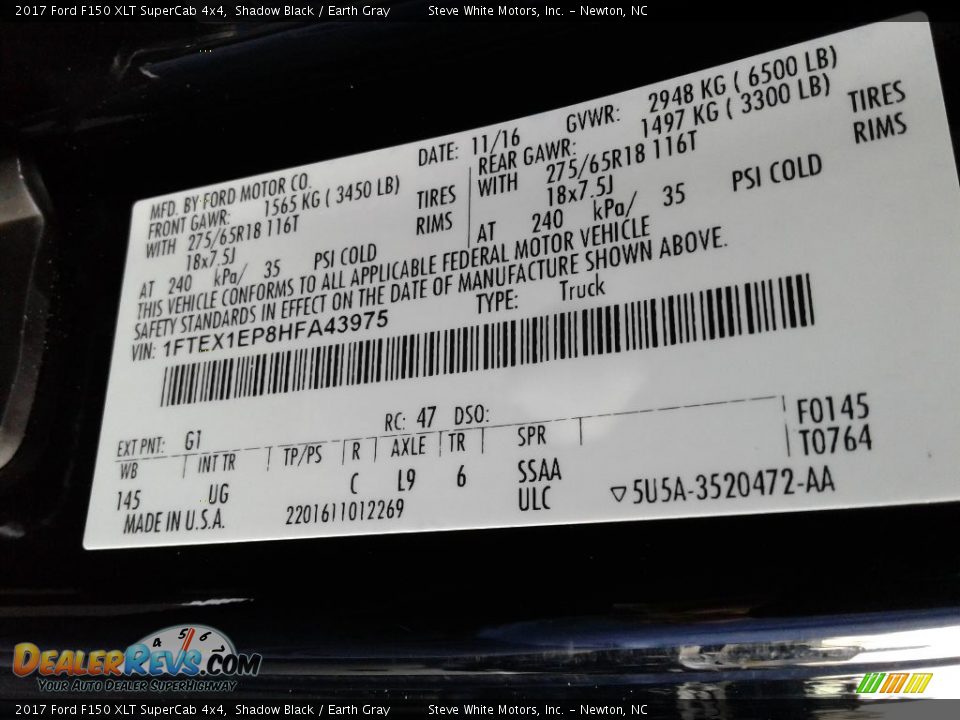 2017 Ford F150 XLT SuperCab 4x4, Shadow Black / Earth Gray Steve White Motors, Inc. - Newton, NC
MFD. BY FORD MOTOR CO. DATE: 11/16 GVWR: 2948 KG ( 6500 LB)
FRONT GAWR: 1565 KG ( 3450 LB) REAR GAWR: 1497 KG ( 3300 LB)
WITH 275/65R18 116T TIRES WITH 275/65R18 116T TIRES
18x7.5J RIMS 18x7.5J RIMS
AT 240 kPa/ 35 PSI COLD AT 240 kPa/ 35 PSI COLD
THIS VEHICLE CONFORMS TO ALL APPLICABLE FEDERAL MOTOR VEHICLE
SAFETY STANDARDS IN EFFECT ON THE DATE OF MANUFACTURE SHOWN ABOVE.
VIN: 1FTEX1EP8HFA43975 TYPE: Truck
EXT PNT: G1 RC: 47 DSO: F0145
WB INT TR TP/PS R AXLE TR SPR T0764
145 UG C L9 6 SSAA
MADE IN U.S.A. 2201611012269 ULC ▽5U5A-3520472-AA
4 5 6
DEALERREVS.COM
YOUR AUTO DEALER SUPERHIGHWAY
2017 Ford F150 XLT SuperCab 4x4, Shadow Black / Earth Gray Steve White Motors, Inc. - Newton, NC